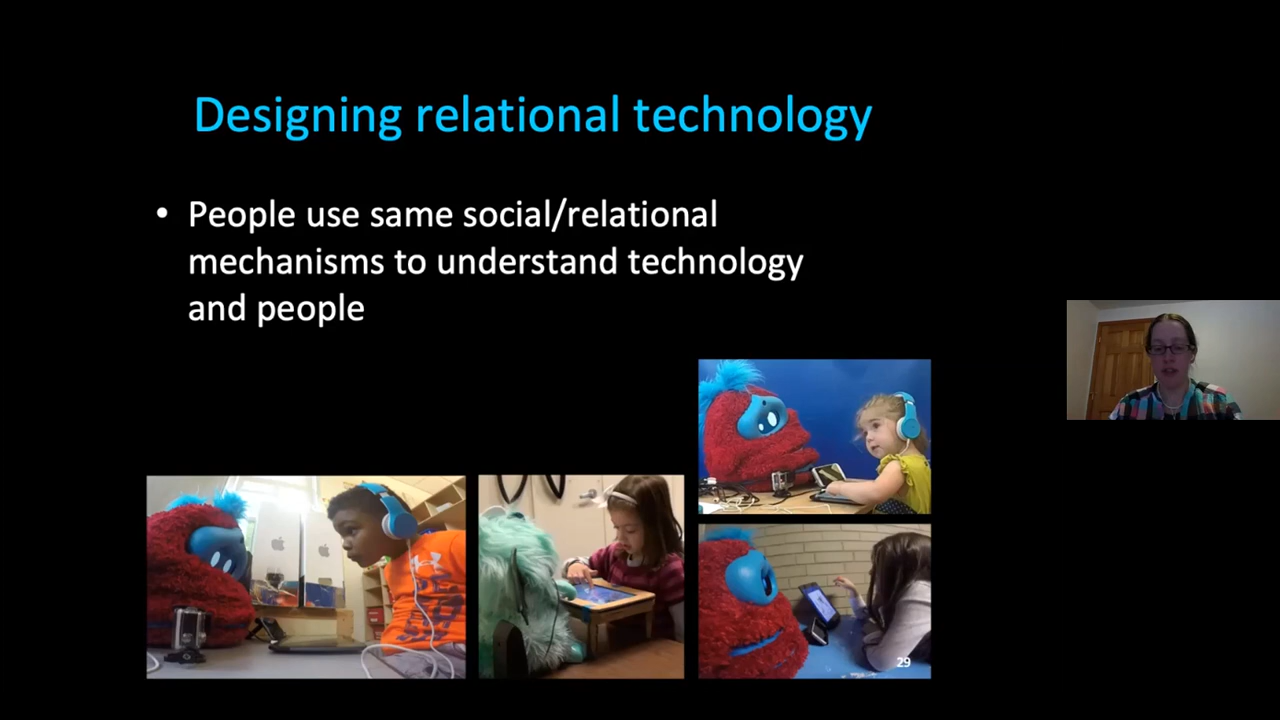 Designing relational technology
• People use same social/relational
mechanisms to understand technology
and people
29